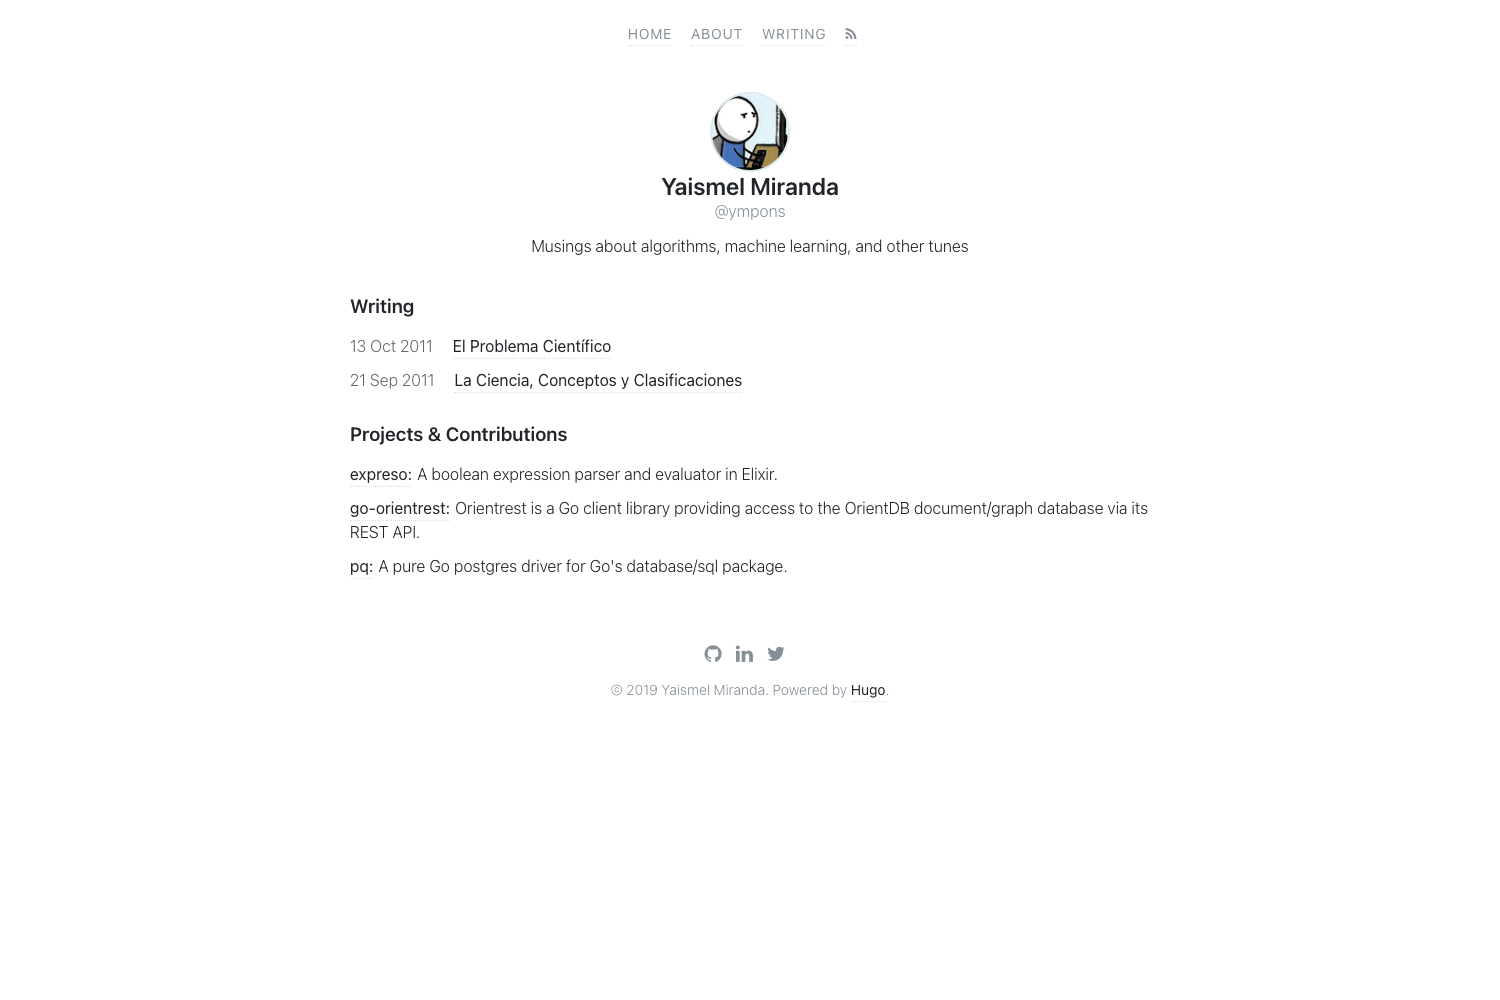 HOME ABOUT WRITING
Yaismel Miranda
@ympons
Musings about algorithms, machine learning, and other tunes
Writing
13 Oct 2011 El Problema Científico
21 Sep 2011 La Ciencia, Conceptos y Clasificaciones
Projects & Contributions
expreso: A boolean expression parser and evaluator in Elixir.
go-orientrest: Orientrest is a Go client library providing access to the OrientDB document/graph database via its
REST API.
pq: A pure Go postgres driver for Go's database/sql package.
© 2019 Yaismel Miranda. Powered by Hugo.